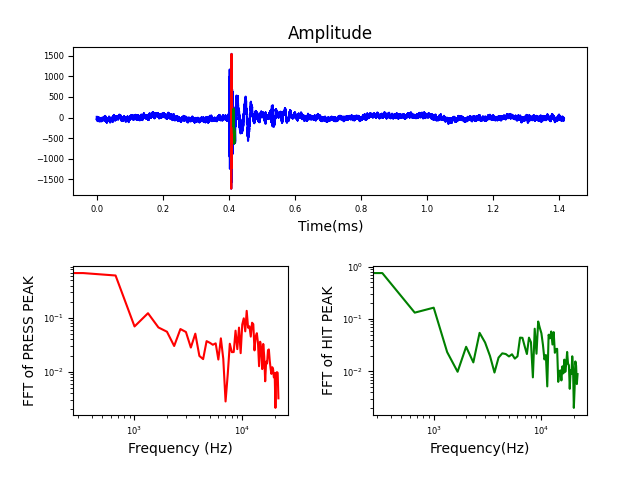 Amplitude
1500
1000
500
0
−500
−1000
−1500
0.0 0.2 0.4 0.6 0.8 1.0 1.2 1.4
Time(ms)
FFT of PRESS PEAK
10⁻¹
10⁻²
10³ 10⁴
Frequency (Hz)
FFT of HIT PEAK
10⁰
10⁻¹
10⁻²
10³ 10⁴
Frequency(Hz)